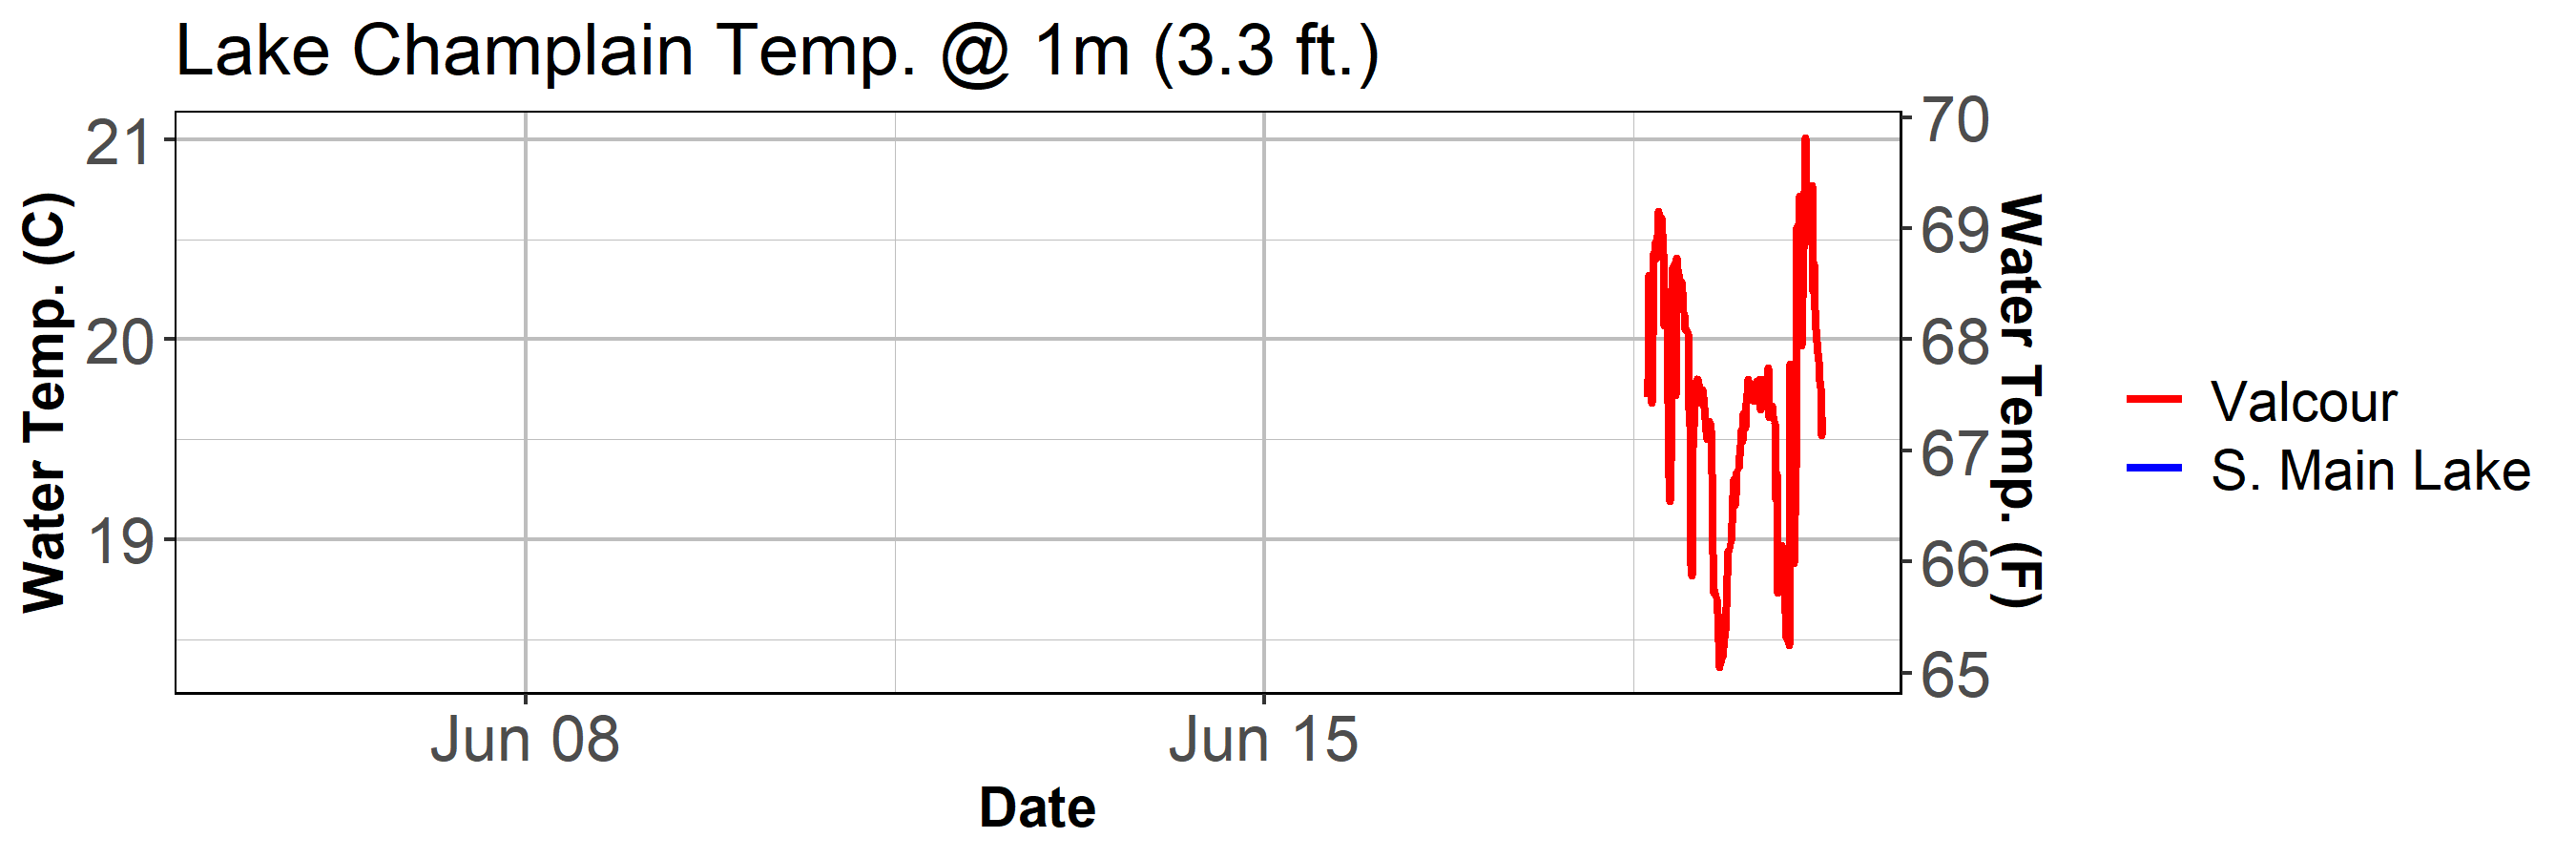 Lake Champlain Temp. @ 1m (3.3 ft.)
Water Temp. (C)
21
20
19
70
69
68
67
66
65
Water Temp. (F)
Jun 08
Jun 15
Date
Valcour
S. Main Lake